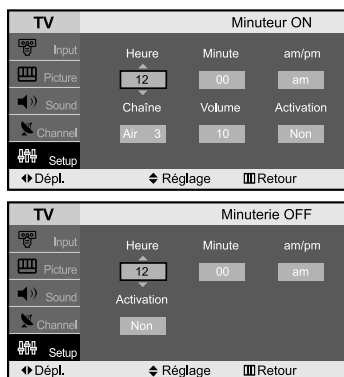 TV Minuteur ON
Input Heure Minute am/pm
Picture 12 00 am
Sound Chaîne Volume Activation
Channel Air 3 10 Non
Setup
Dépl. Réglage Retour
TV Minuterie OFF
Input Heure Minute am/pm
Picture 12 00 am
Sound Activation
Channel Non
Setup
Dépl. Réglage Retour